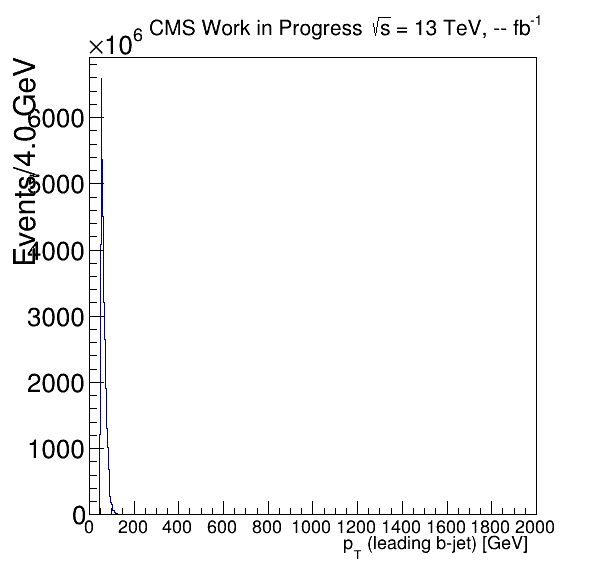 ×10⁶ CMS Work in Progress √s = 13 TeV, -- fb⁻¹
Events/4.0 GeV
6000
5000
4000
3000
2000
1000
0
0 200 400 600 800 1000 1200 1400 1600 1800 2000
p_T (leading b-jet) [GeV]